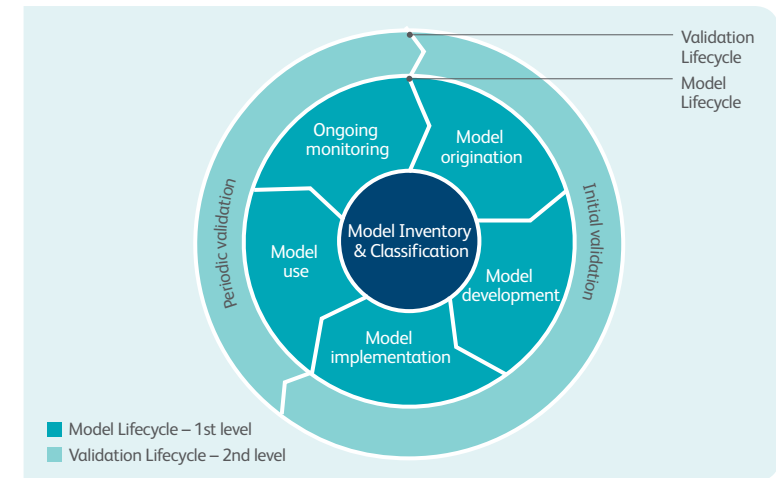 Validation
Lifecycle
Model
Lifecycle
Ongoing
monitoring
Model
origination
Periodic validation
Initial validation
Model Inventory
& Classification
Model
use
Model
development
Model
implementation
Model Lifecycle – 1st level
Validation Lifecycle – 2nd level